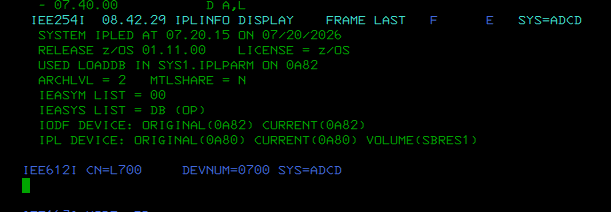 - 07.40.00 D A,L
IEE254I 08.42.29 IPLINFO DISPLAY FRAME LAST F E SYS=ADCD
SYSTEM IPLED AT 07.20.15 ON 07/20/2026
RELEASE z/OS 01.11.00 LICENSE = z/OS
USED LOADDB IN SYS1.IPLPARM ON 0A82
ARCHLVL = 2 MTLSHARE = N
IEASYM LIST = 00
IEASYS LIST = DB (OP)
IODF DEVICE: ORIGINAL(0A82) CURRENT(0A82)
IPL DEVICE: ORIGINAL(0A80) CURRENT(0A80) VOLUME(SBRES1)
IEE612I CN=L700 DEVNUM=0700 SYS=ADCD